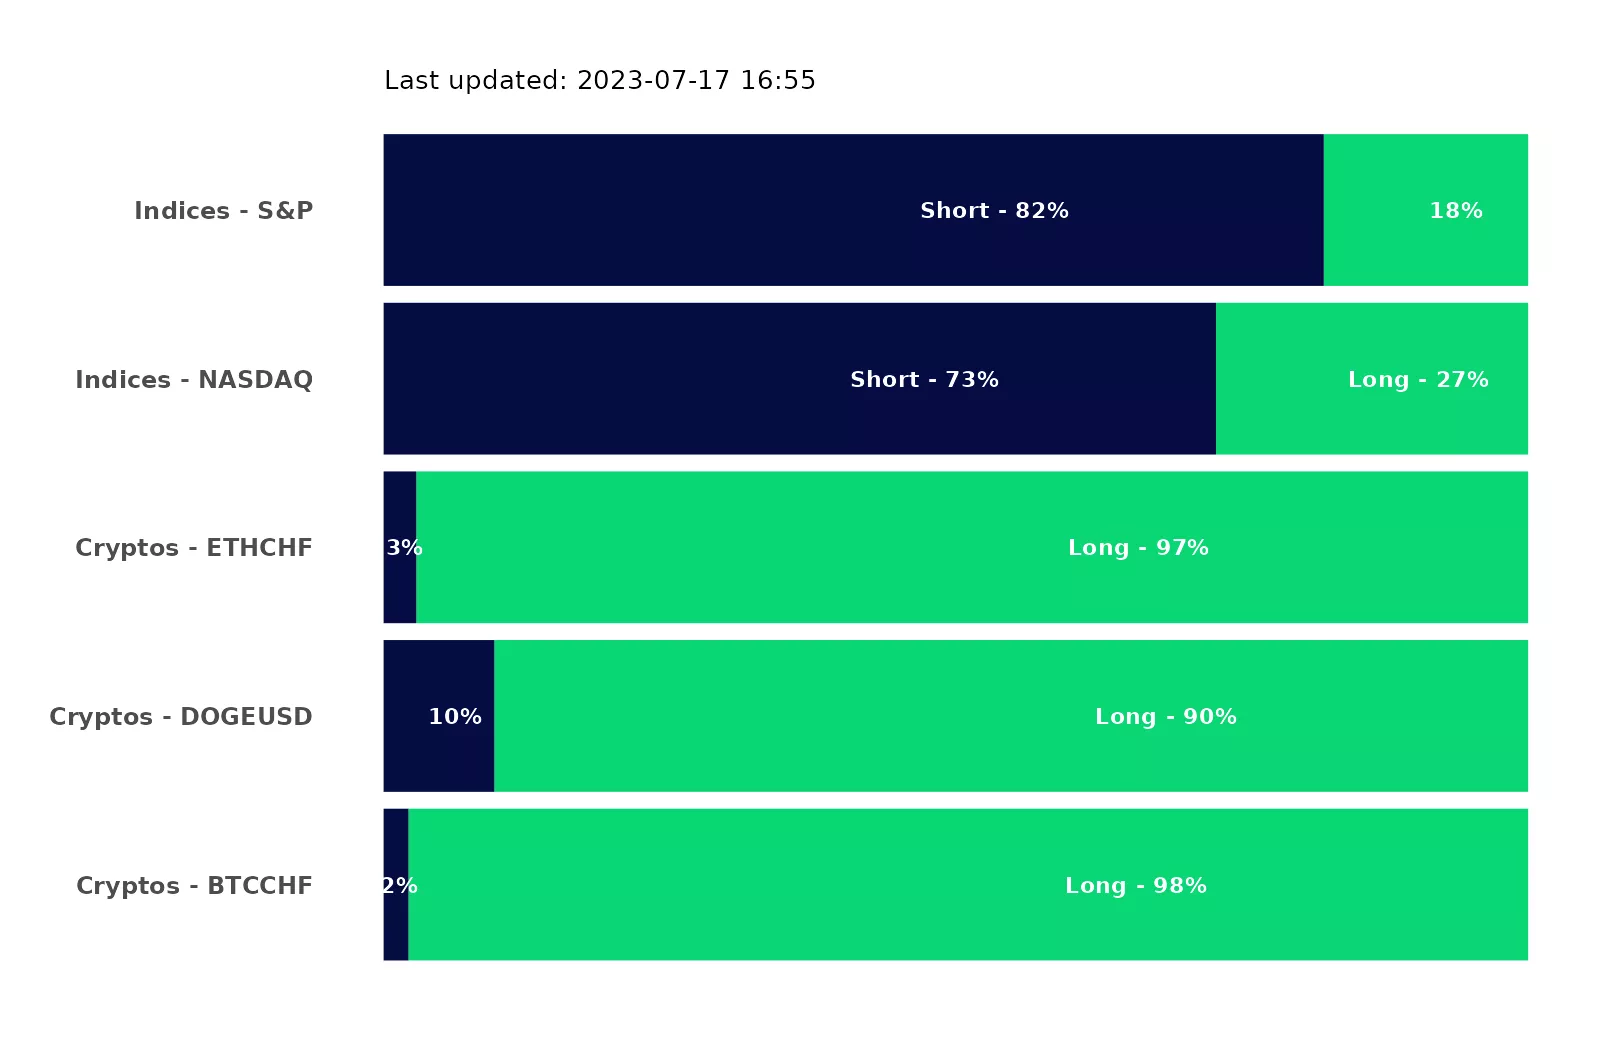 Last updated: 2023-07-17 16:55
Indices - S&P Short - 82% 18%
Indices - NASDAQ Short - 73% Long - 27%
Cryptos - ETHCHF 3% Long - 97%
Cryptos - DOGEUSD 10% Long - 90%
Cryptos - BTCCHF 2% Long - 98%